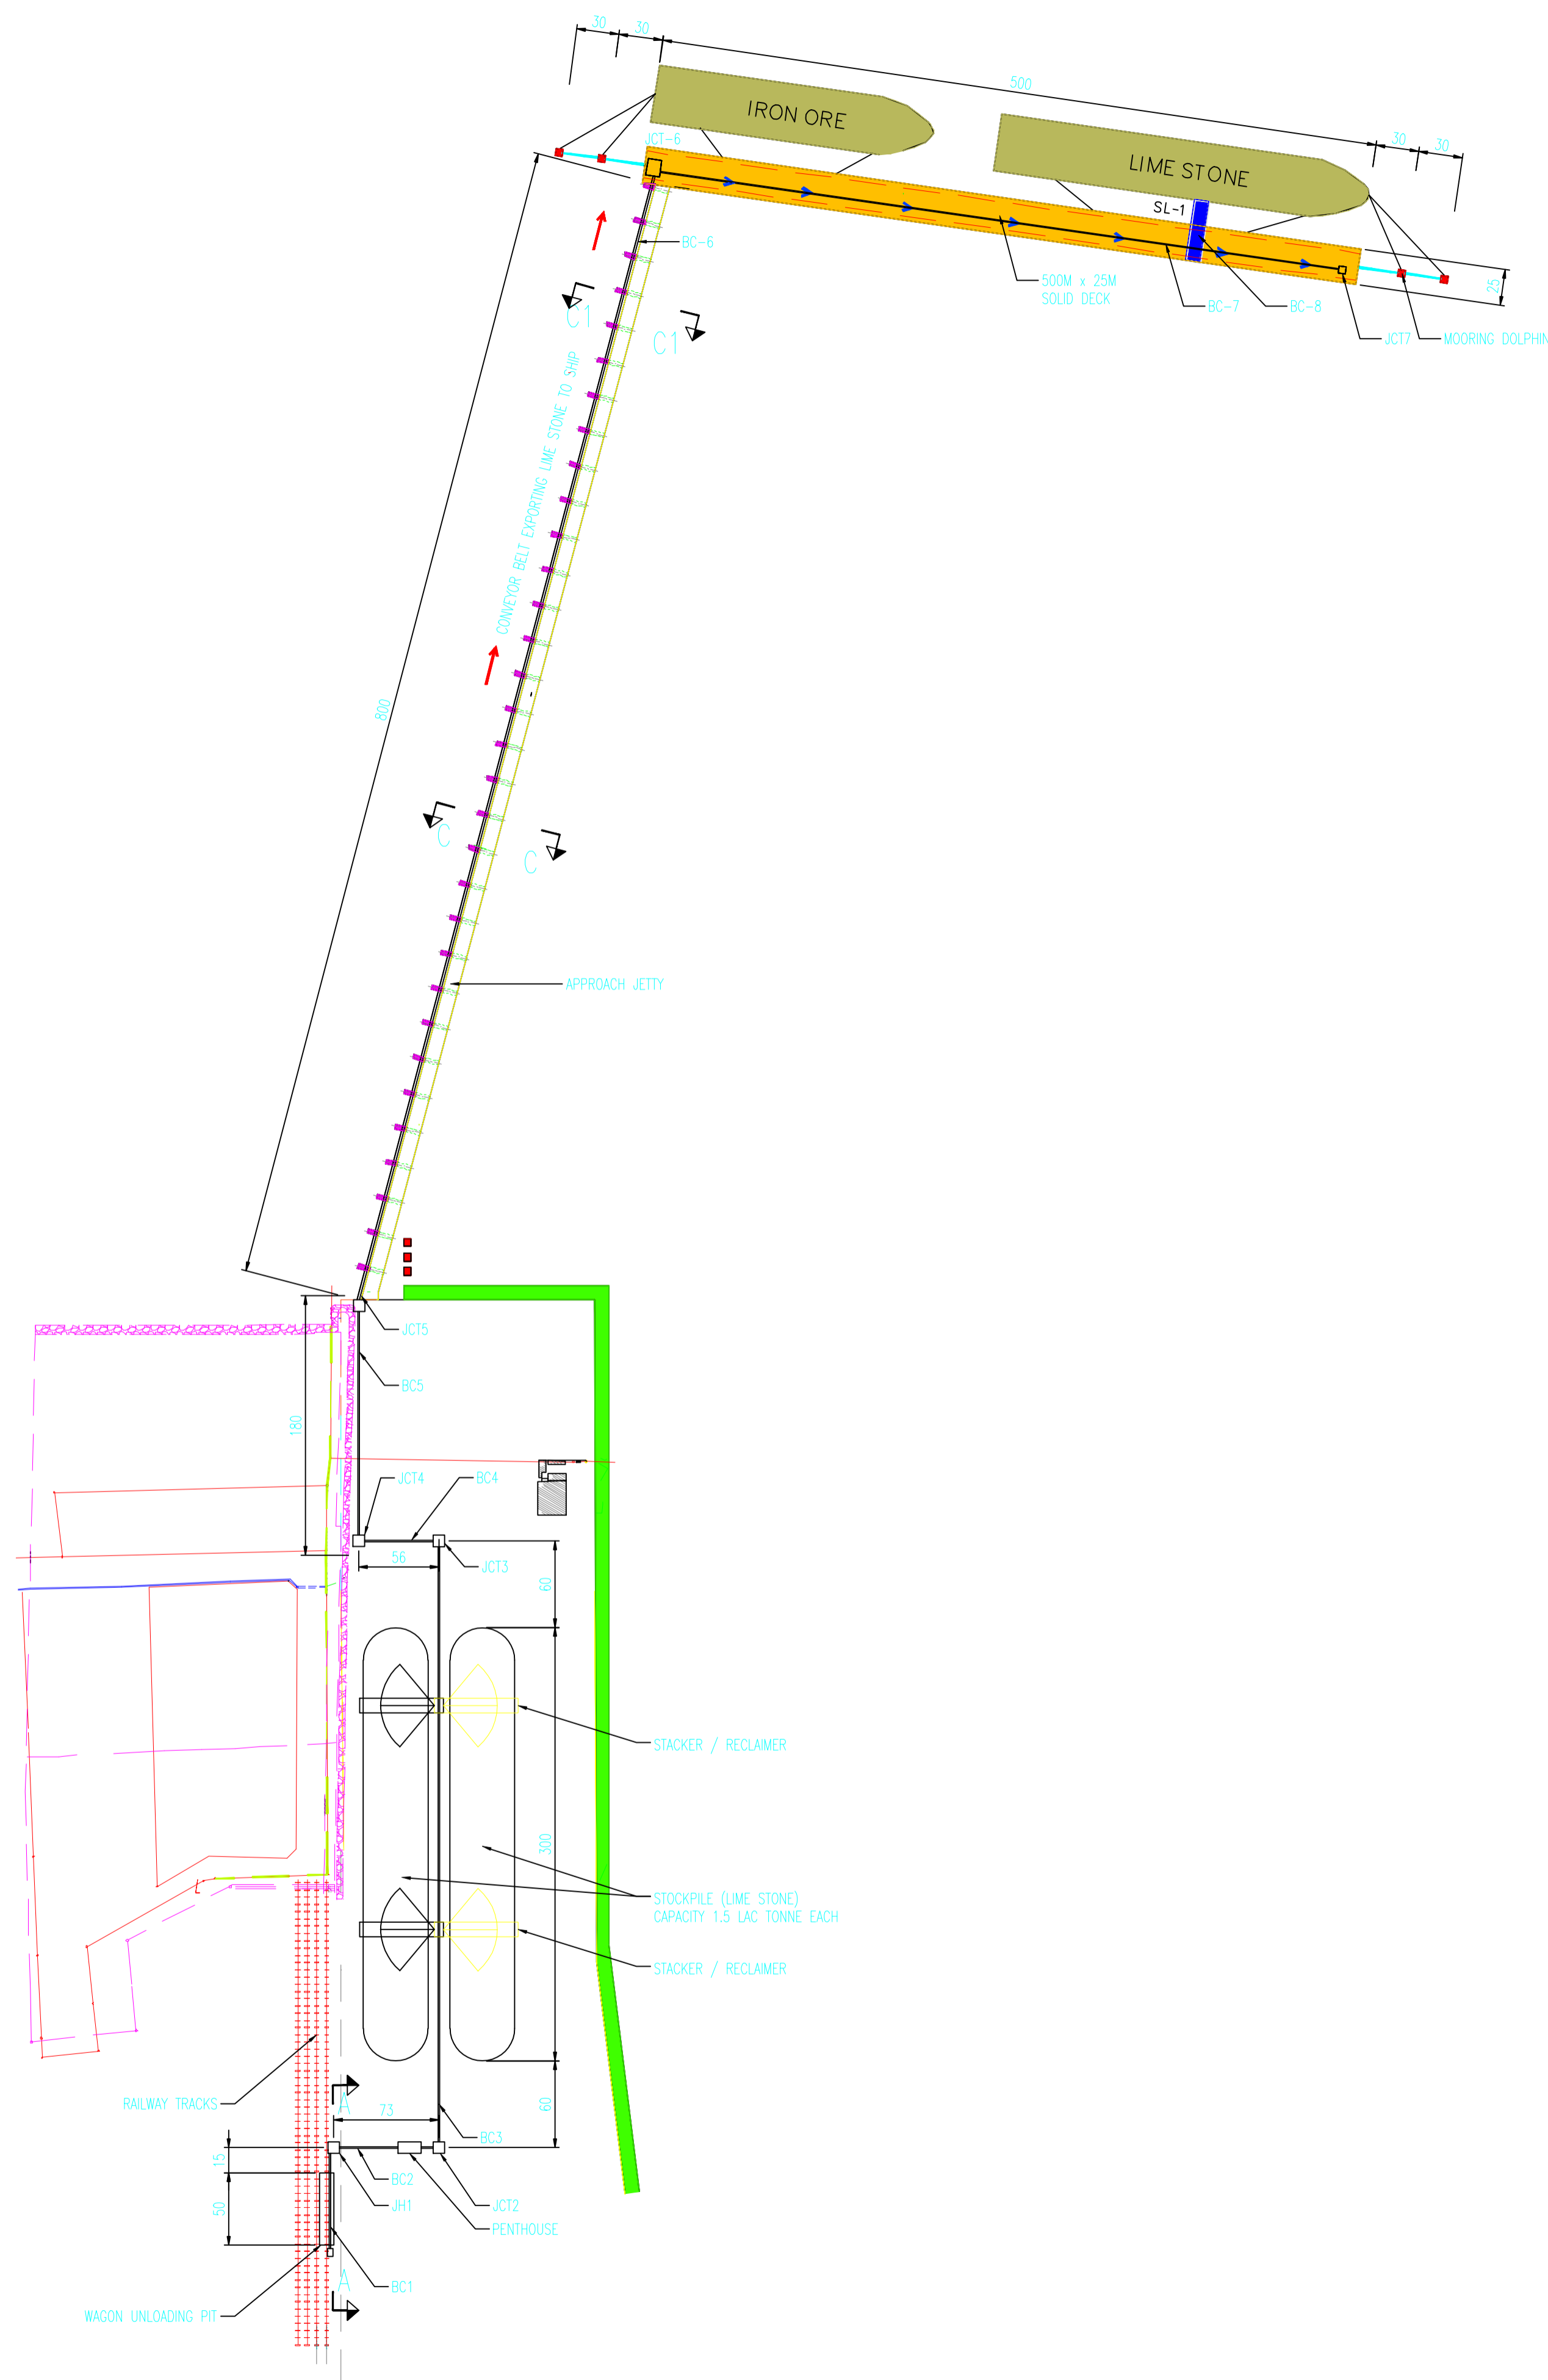 30
30
500
30
30
IRON ORE
LIME STONE
JCT-6
SL-1
BC-6
500M x 25M
SOLID DECK
BC-7
BC-8
25
JCT7
MOORING DOLPHIN
C1
C1
CONVEYOR BELT EXPORTING LIME STONE TO SHIP
800
C
C
APPROACH JETTY
JCT5
BC5
180
JCT4
BC4
56
JCT3
60
STACKER / RECLAIMER
300
STOCKPILE (LIME STONE)
CAPACITY 1.5 LAC TONNE EACH
STACKER / RECLAIMER
RAILWAY TRACKS
A
73
60
BC3
15
BC2
50
JH1
JCT2
PENTHOUSE
A
BC1
WAGON UNLOADING PIT